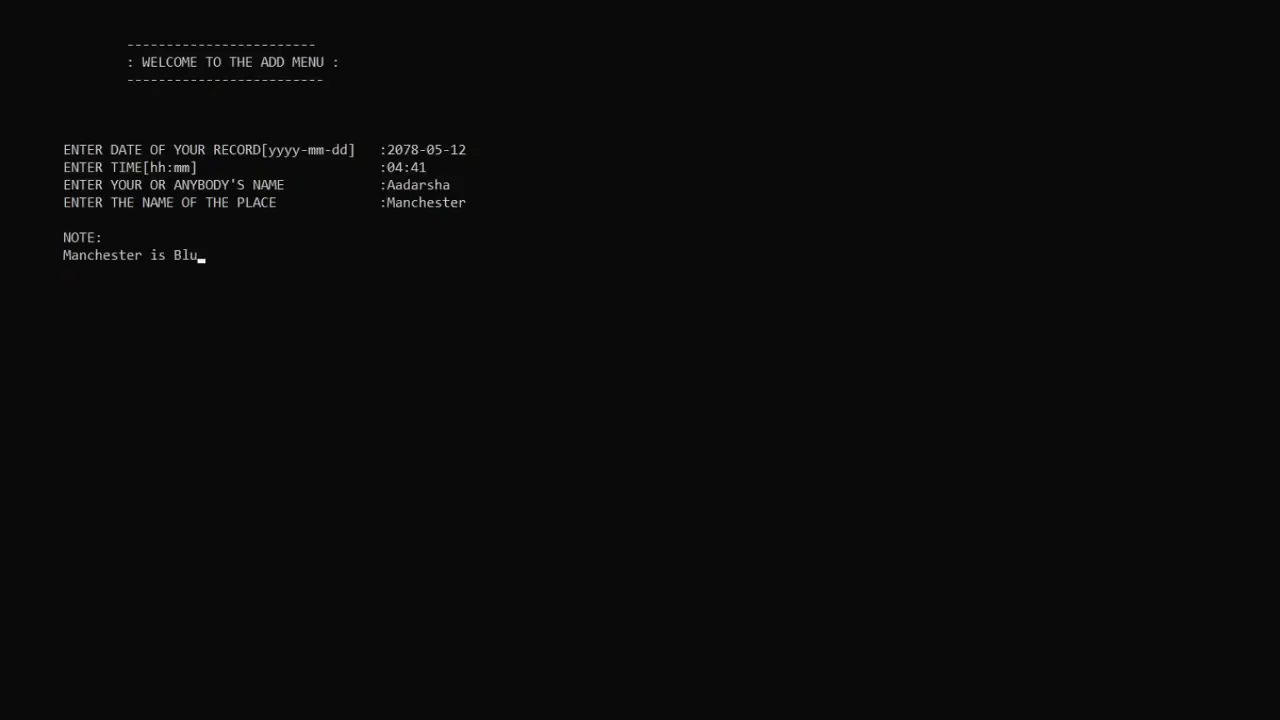 ------------------------
: WELCOME TO THE ADD MENU :
-------------------------
ENTER DATE OF YOUR RECORD[yyyy-mm-dd]   :2078-05-12
ENTER TIME[hh:mm]                       :04:41
ENTER YOUR OR ANYBODY'S NAME            :Aadarsha
ENTER THE NAME OF THE PLACE             :Manchester
NOTE:
Manchester is Blu_